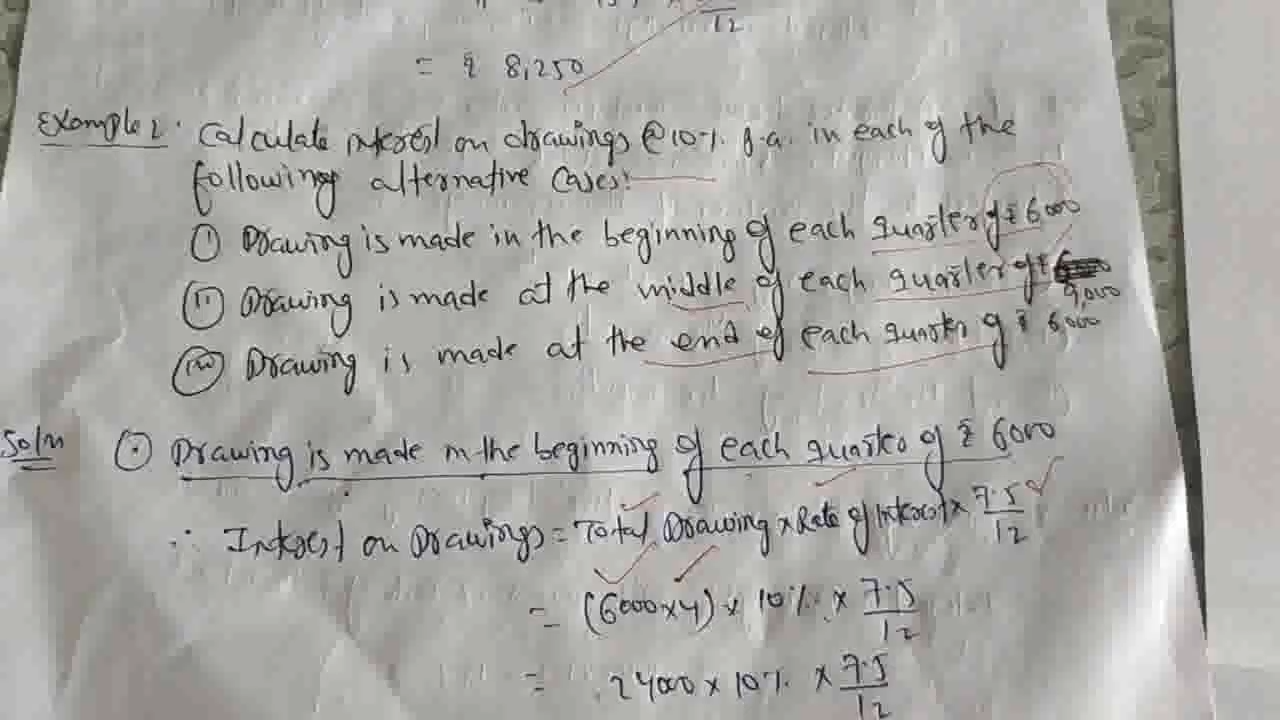 12
= ₹ 8,250
Example 2. Calculate interest on drawings @ 10% p.a. in each of the
following alternative Cases:
(i) Drawing is made in the beginning of each quarter of ₹ 6000
(ii) Drawing is made at the middle of each quarter of ₹ 9,000
(iii) Drawing is made at the end of each quarter of ₹ 6,000
Soln (i) Drawing is made in the beginning of each quarter of ₹ 6000
∴ Interest on Drawings = Total Drawing × Rate of Interest × 7.5/12
= (6000×4) × 10% × 7.5/12
= 24000 × 10% × 7.5/12